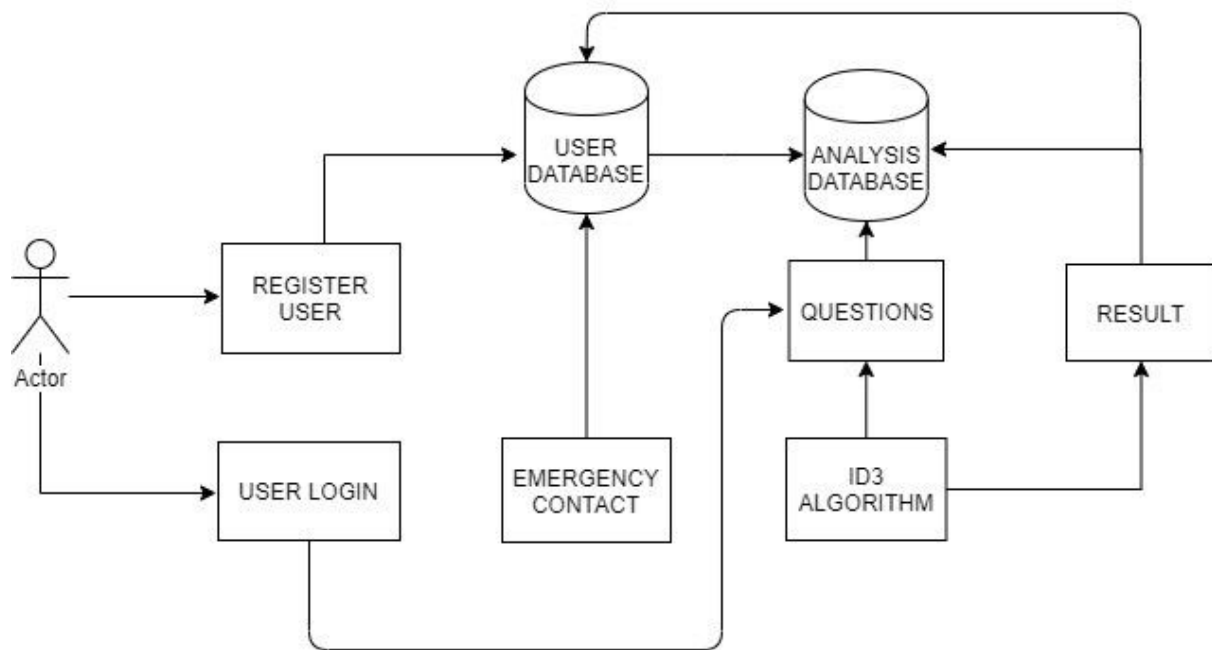 USER
DATABASE
ANALYSIS
DATABASE
REGISTER
USER
QUESTIONS
RESULT
Actor
USER LOGIN
EMERGENCY
CONTACT
ID3
ALGORITHM